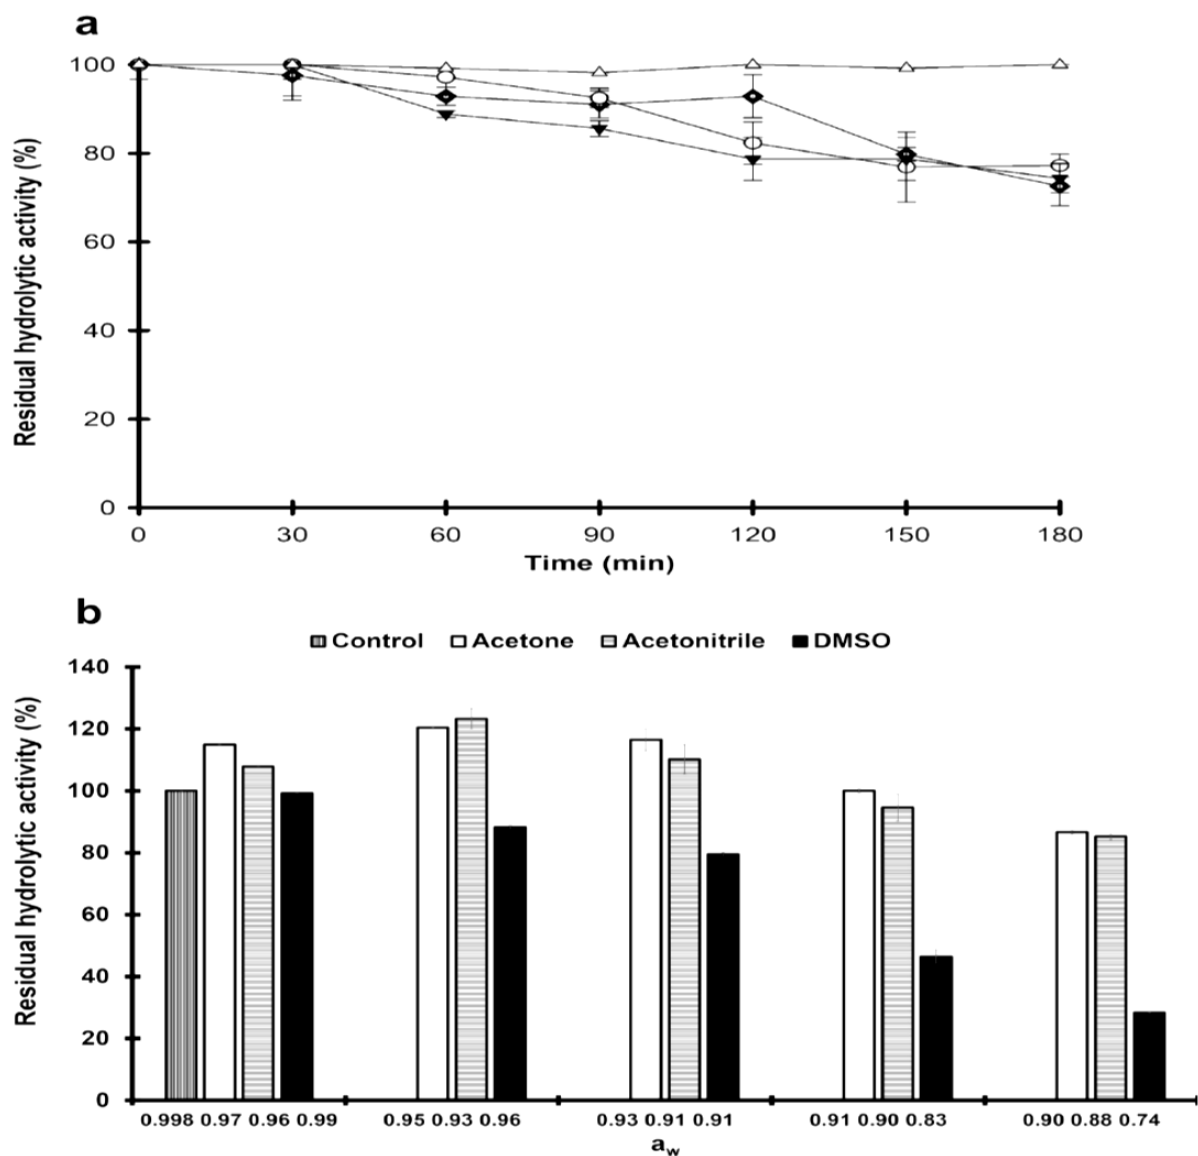 a
Residual hydrolytic activity (%)
100
80
60
40
20
0
0 30 60 90 120 150 180
Time (min)
b
Control Acetone Acetonitrile DMSO
Residual hydrolytic activity (%)
140
120
100
80
60
40
20
0
0.998 0.97 0.96 0.99 0.95 0.93 0.96 0.93 0.91 0.91 0.91 0.90 0.83 0.90 0.88 0.74
aw